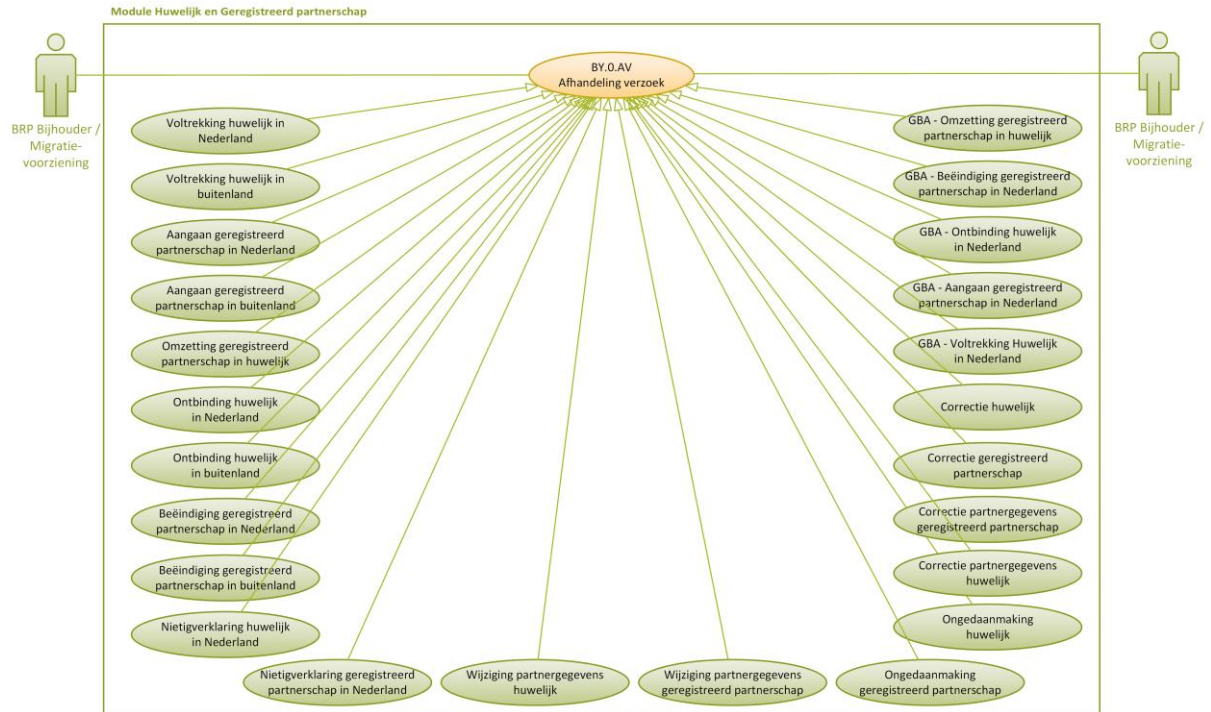 Module Huwelijk en Geregistreerd partnerschap
BRP Bijhouder /
Migratie-
voorziening
BY.0.AV
Afhandeling verzoek
BRP Bijhouder /
Migratie-
voorziening
Voltrekking huwelijk in
Nederland
Voltrekking huwelijk in
buitenland
Aangaan geregistreerd
partnerschap in Nederland
Aangaan geregistreerd
partnerschap in buitenland
Omzetting geregistreerd
partnerschap in huwelijk
Ontbinding huwelijk
in Nederland
Ontbinding huwelijk
in buitenland
Beëindiging geregistreerd
partnerschap in Nederland
Beëindiging geregistreerd
partnerschap in buitenland
Nietigverklaring huwelijk
in Nederland
Nietigverklaring geregistreerd
partnerschap in Nederland
Wijziging partnergegevens
huwelijk
Wijziging partnergegevens
geregistreerd partnerschap
Ongedaanmaking
geregistreerd partnerschap
GBA - Omzetting geregistreerd
partnerschap in huwelijk
GBA - Beëindiging geregistreerd
partnerschap in Nederland
GBA - Ontbinding huwelijk
in Nederland
GBA - Aangaan geregistreerd
partnerschap in Nederland
GBA - Voltrekking Huwelijk
in Nederland
Correctie huwelijk
Correctie geregistreerd
partnerschap
Correctie partnergegevens
geregistreerd partnerschap
Correctie partnergegevens
huwelijk
Ongedaanmaking
huwelijk